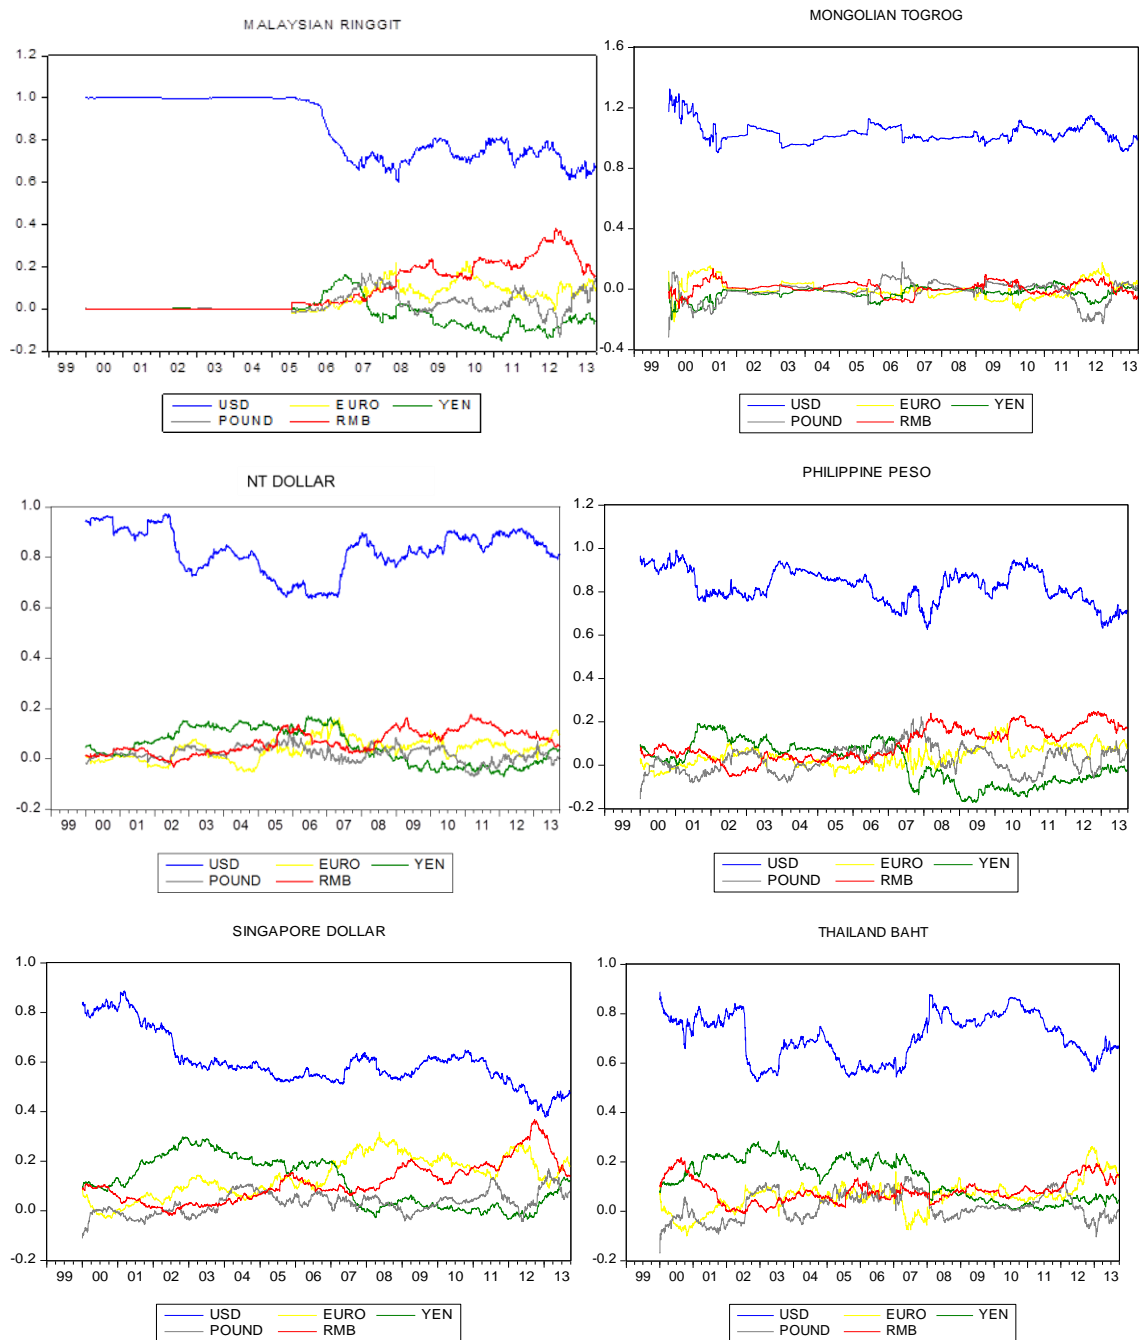 MALAYSIAN RINGGIT
1.2
1.0
0.8
0.6
0.4
0.2
0.0
-0.2
99 00 01 02 03 04 05 06 07 08 09 10 11 12 13
USD EURO YEN
POUND RMB
MONGOLIAN TOGROG
1.6
1.2
0.8
0.4
0.0
-0.4
99 00 01 02 03 04 05 06 07 08 09 10 11 12 13
USD EURO YEN
POUND RMB
NT DOLLAR
1.0
0.8
0.6
0.4
0.2
0.0
-0.2
99 00 01 02 03 04 05 06 07 08 09 10 11 12 13
USD EURO YEN
POUND RMB
PHILIPPINE PESO
1.2
1.0
0.8
0.6
0.4
0.2
0.0
-0.2
99 00 01 02 03 04 05 06 07 08 09 10 11 12 13
USD EURO YEN
POUND RMB
SINGAPORE DOLLAR
1.0
0.8
0.6
0.4
0.2
0.0
-0.2
99 00 01 02 03 04 05 06 07 08 09 10 11 12 13
USD EURO YEN
POUND RMB
THAILAND BAHT
1.0
0.8
0.6
0.4
0.2
0.0
-0.2
99 00 01 02 03 04 05 06 07 08 09 10 11 12 13
USD EURO YEN
POUND RMB